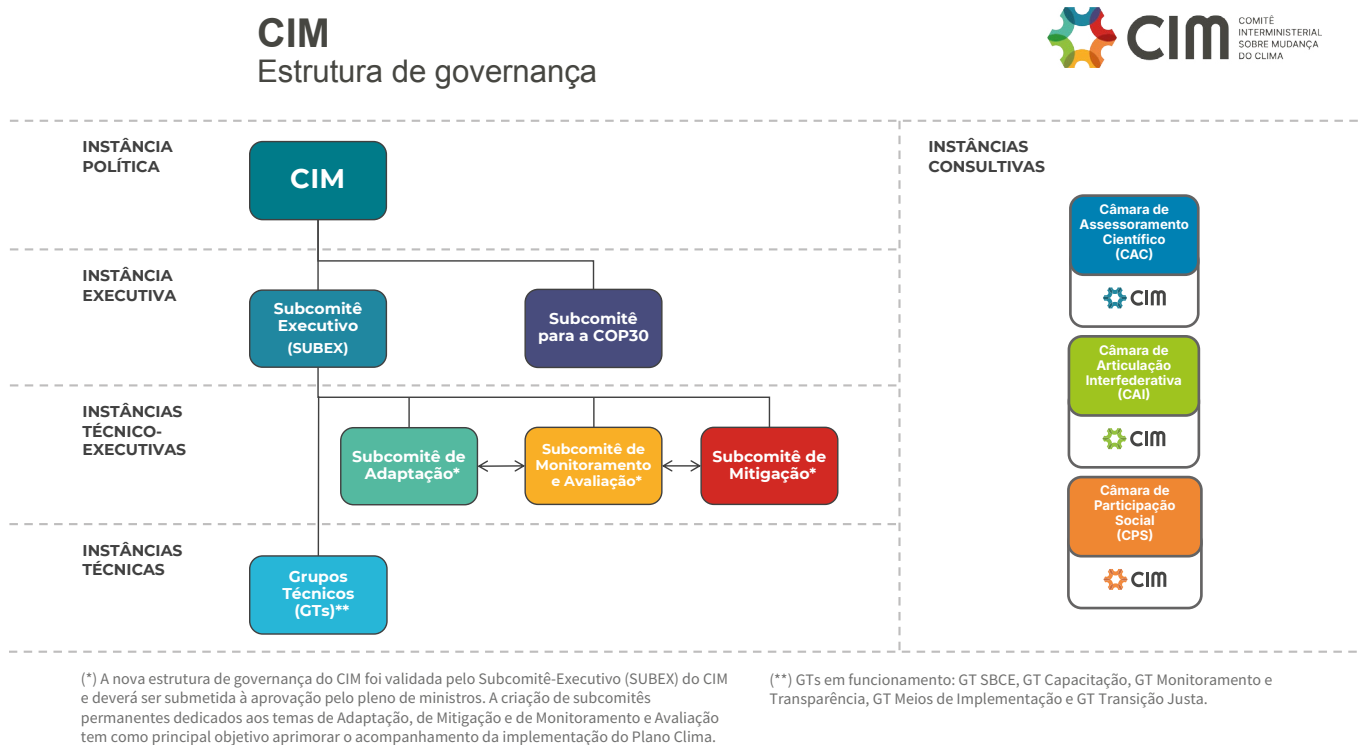 CIM
Estrutura de governança
CIM
COMITÊ
INTERMINISTERIAL
SOBRE MUDANÇA
DO CLIMA
INSTÂNCIA
POLÍTICA
CIM
INSTÂNCIA
EXECUTIVA
Subcomitê
Executivo
(SUBEX)
Subcomitê
para a COP30
INSTÂNCIAS
TÉCNICO-
EXECUTIVAS
Subcomitê de
Adaptação*
Subcomitê de
Monitoramento
e Avaliação*
Subcomitê de
Mitigação*
INSTÂNCIAS
TÉCNICAS
Grupos
Técnicos
(GTs)**
INSTÂNCIAS
CONSULTIVAS
Câmara de
Assessoramento
Científico
(CAC)
CIM
Câmara de
Articulação
Interfederativa
(CAI)
CIM
Câmara de
Participação
Social
(CPS)
CIM
(*) A nova estrutura de governança do CIM foi validada pelo Subcomitê-Executivo (SUBEX) do CIM
e deverá ser submetida à aprovação pelo pleno de ministros. A criação de subcomitês
permanentes dedicados aos temas de Adaptação, de Mitigação e de Monitoramento e Avaliação
tem como principal objetivo aprimorar o acompanhamento da implementação do Plano Clima.
(**) GTs em funcionamento: GT SBCE, GT Capacitação, GT Monitoramento e
Transparência, GT Meios de Implementação e GT Transição Justa.